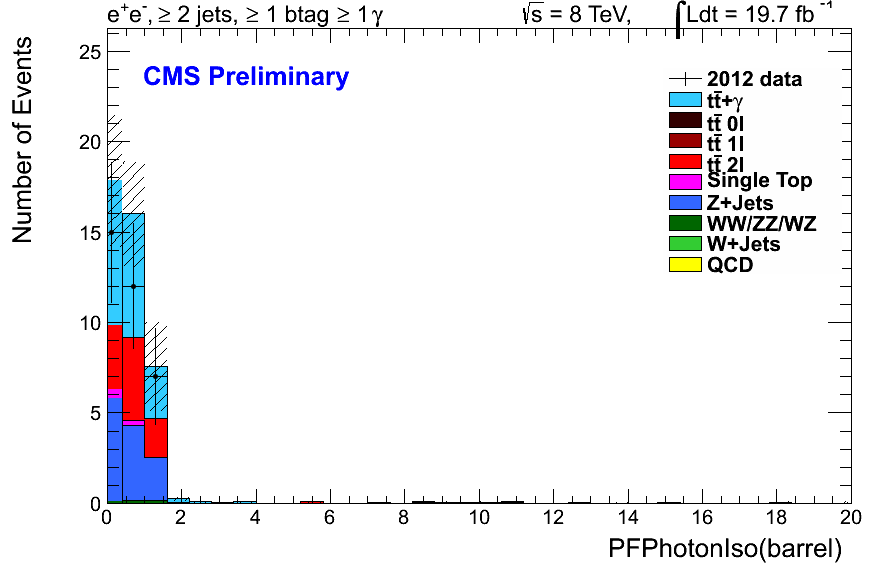 e⁺e⁻, ≥ 2 jets, ≥ 1 btag ≥ 1 γ √s = 8 TeV, ∫Ldt = 19.7 fb⁻¹
CMS Preliminary
Number of Events
25
20
15
10
5
0
2012 data
tt̄+γ
tt̄ 0l
tt̄ 1l
tt̄ 2l
Single Top
Z+Jets
WW/ZZ/WZ
W+Jets
QCD
0 2 4 6 8 10 12 14 16 18 20
PFPhotonIso(barrel)